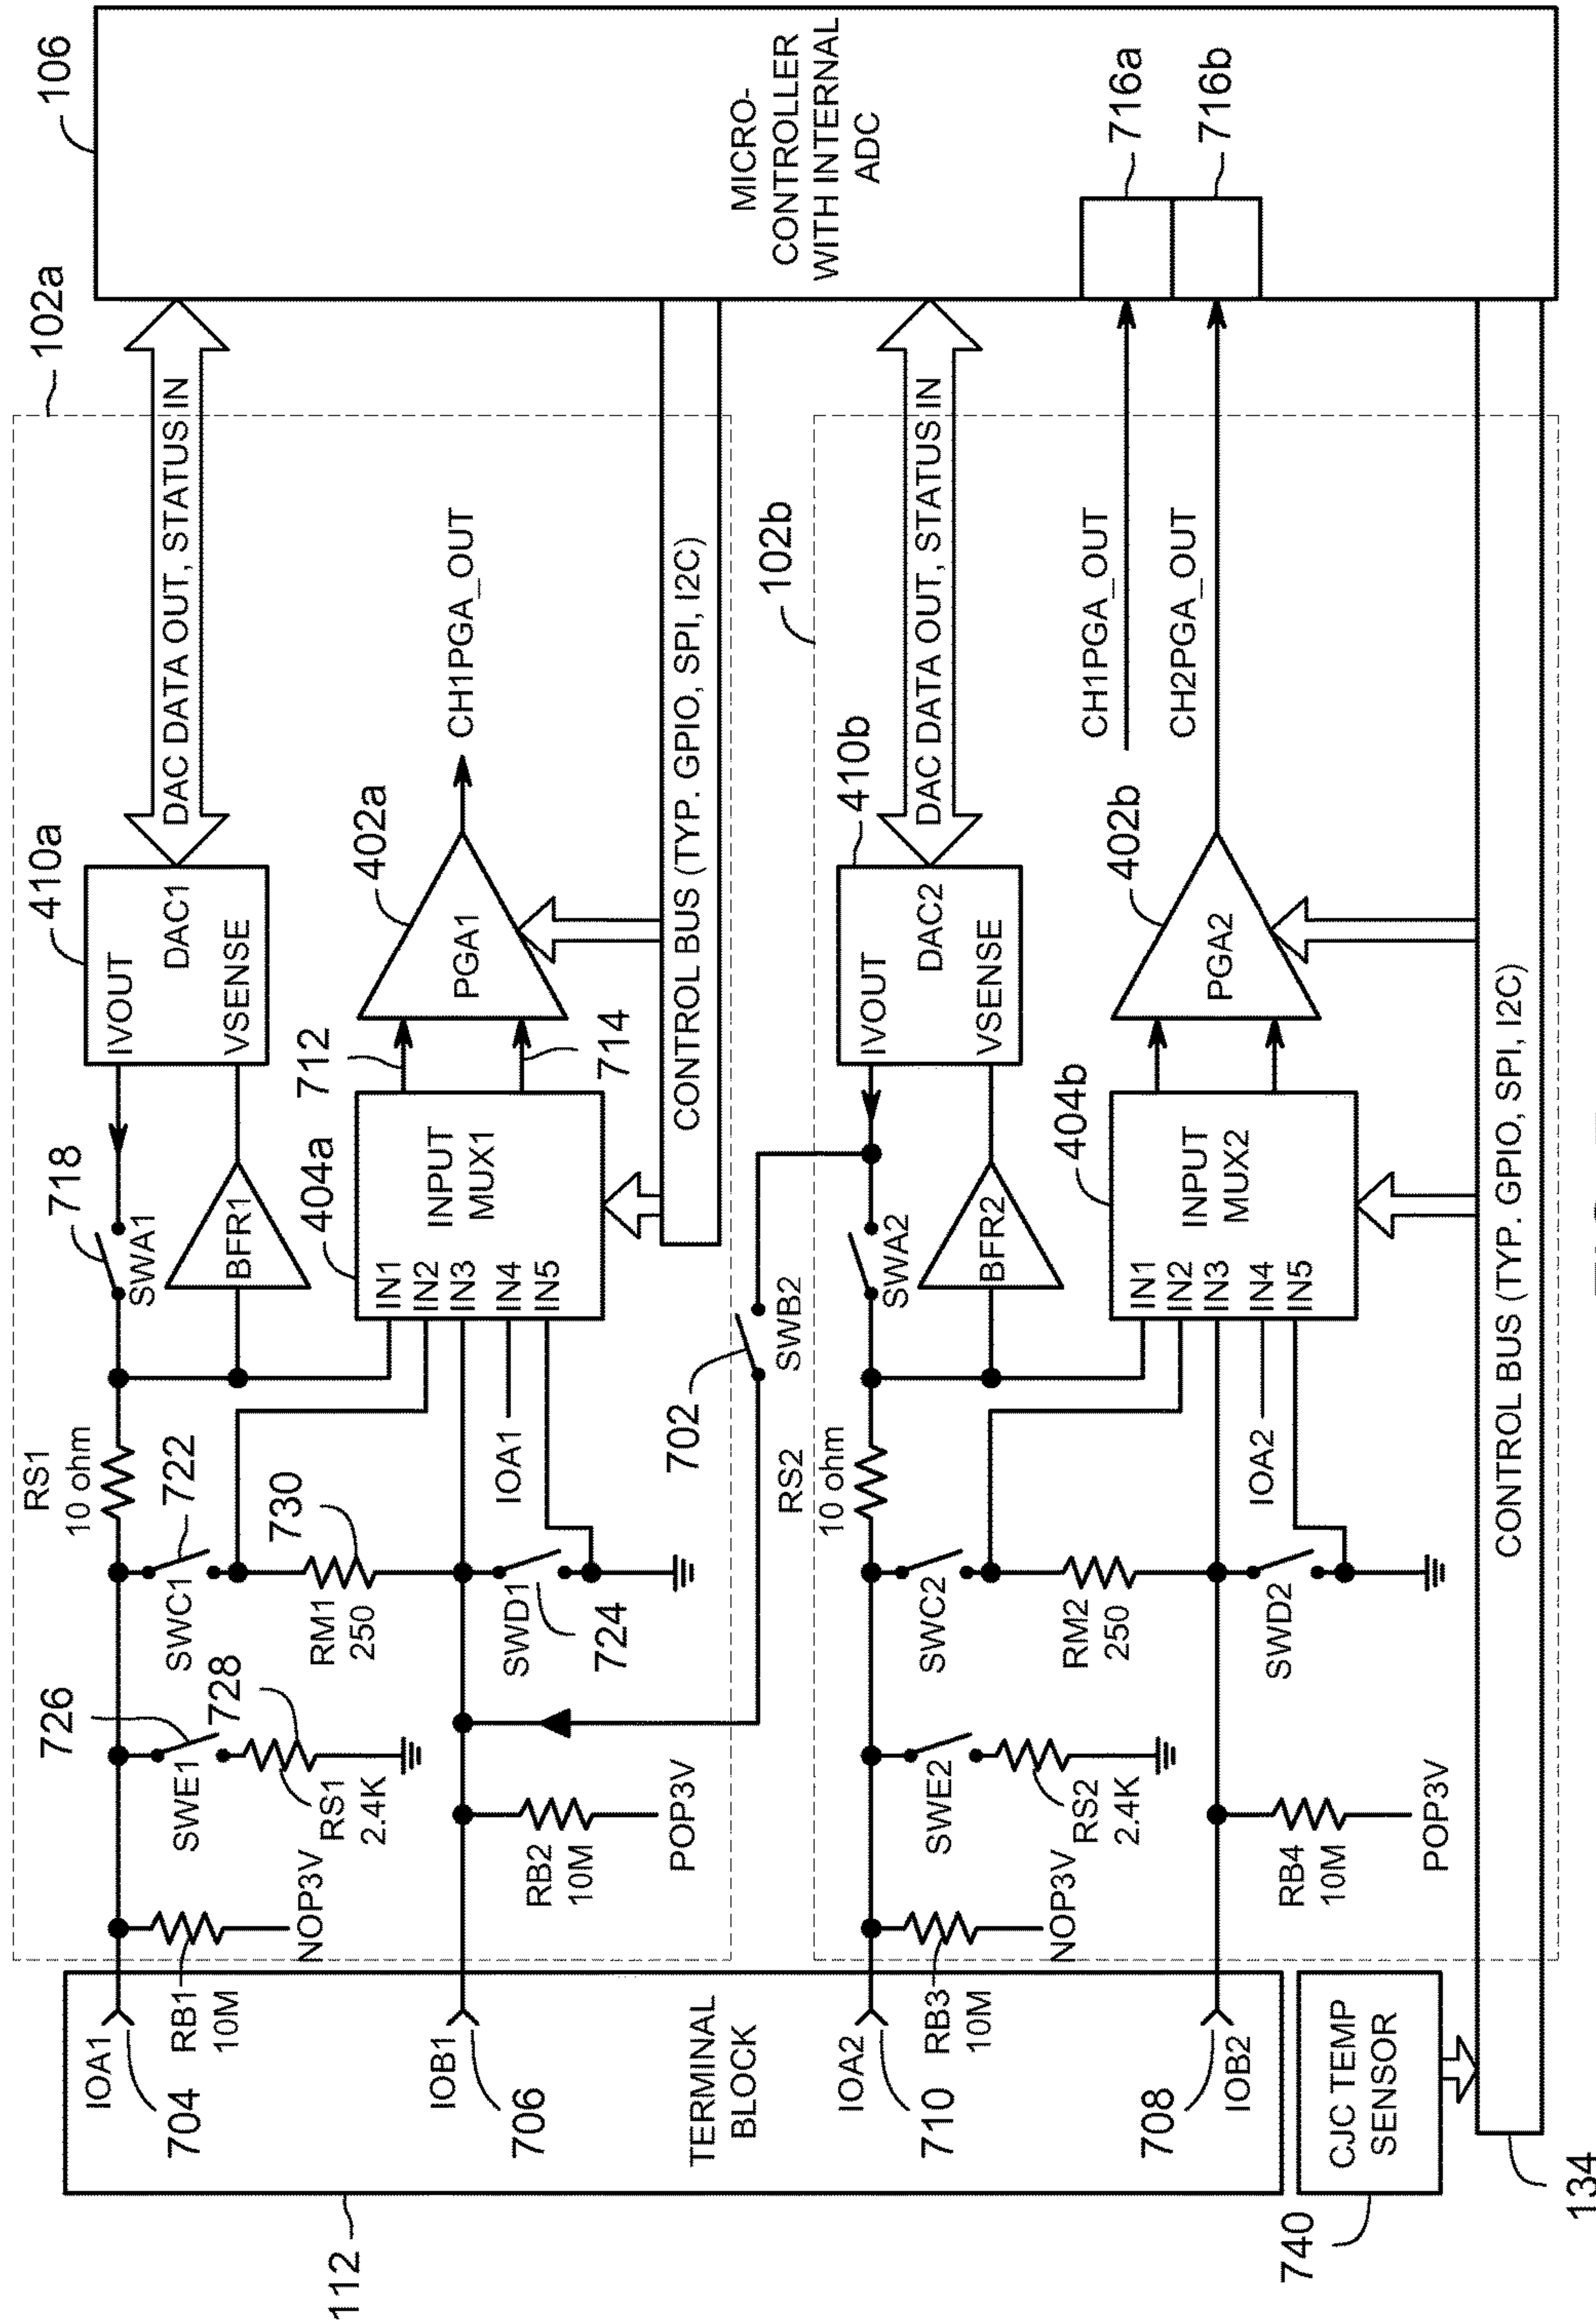 106
102a
MICRO-
CONTROLLER
WITH INTERNAL
ADC
716a
716b
DAC DATA OUT, STATUS IN
410a
IVOUT
DAC1
VSENSE
718
SWA1
BFR1
RS1
10 ohm
722
SWC1
726
SWE1
728
RS1
2.4K
730
RM1
250
SWD1
724
NOP3V
RB1
10M
IOA1
704
402a
PGA1
CH1PGA_OUT
712
714
404a
INPUT
MUX1
IN1
IN2
IN3
IN4
IN5
IOA1
CONTROL BUS (TYP. GPIO, SPI, I2C)
RB2
10M
POP3V
IOB1
706
702
SWB2
102b
DAC DATA OUT, STATUS IN
410b
IVOUT
DAC2
VSENSE
SWA2
BFR2
RS2
10 ohm
SWC2
RM2
250
SWD2
SWE2
RS2
2.4K
NOP3V
RB3
10M
IOA2
710
CH1PGA_OUT
CH2PGA_OUT
402b
PGA2
404b
INPUT
MUX2
IN1
IN2
IN3
IN4
IN5
IOA2
RB4
10M
POP3V
708
IOB2
TERMINAL
BLOCK
112
CJC TEMP
SENSOR
740
CONTROL BUS (TYP. GPIO, SPI, I2C)
134